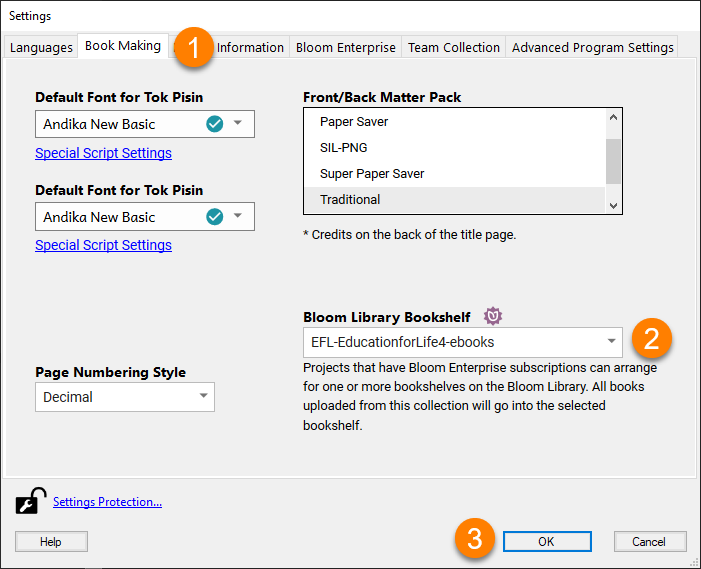 Settings
Languages
Book Making
1
Information
Bloom Enterprise
Team Collection
Advanced Program Settings
Default Font for Tok Pisin
Andika New Basic
Special Script Settings
Default Font for Tok Pisin
Andika New Basic
Special Script Settings
Page Numbering Style
Decimal
Front/Back Matter Pack
Paper Saver
SIL-PNG
Super Paper Saver
Traditional
* Credits on the back of the title page.
Bloom Library Bookshelf
EFL-EducationforLife4-ebooks
2
Projects that have Bloom Enterprise subscriptions can arrange
for one or more bookshelves on the Bloom Library. All books
uploaded from this collection will go into the selected
bookshelf.
Settings Protection...
Help
3
OK
Cancel